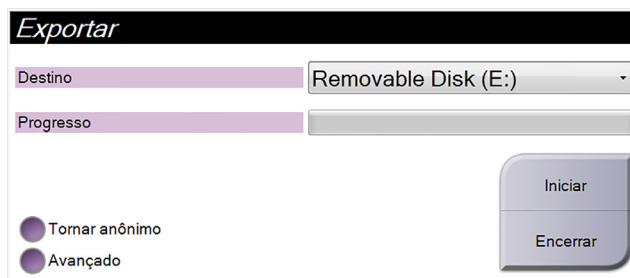 Exportar
Destino
Removable Disk (E:)
Progresso
Iniciar
Tornar anônimo
Encerrar
Avançado